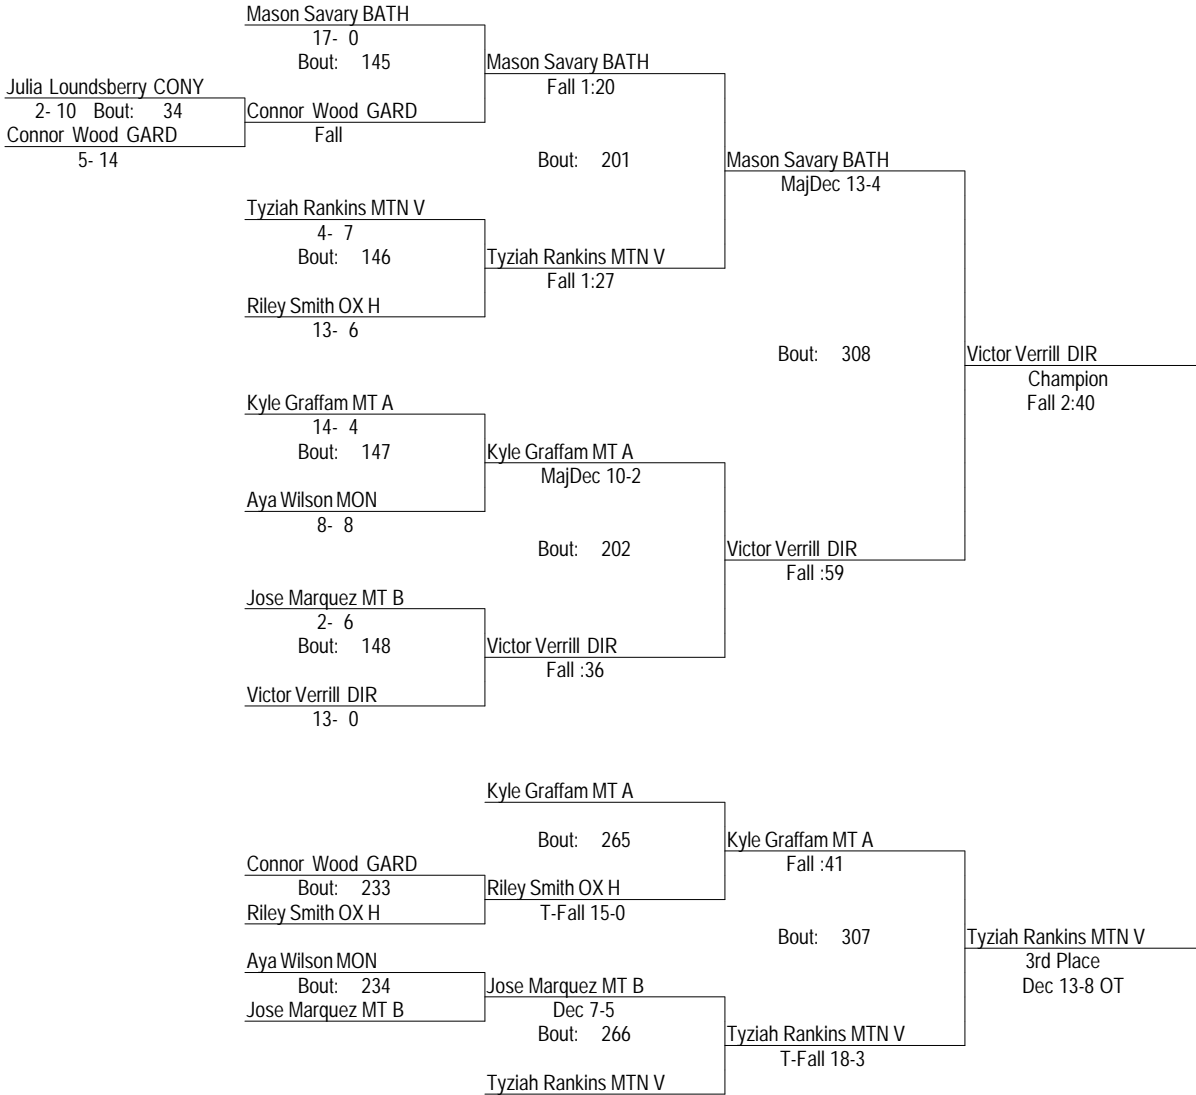 Mason Savary BATH
17- 0
Bout: 145
Mason Savary BATH
Fall 1:20
Julia Loundsberry CONY
2- 10 Bout: 34
Connor Wood GARD
Fall
Connor Wood GARD
5- 14
Bout: 201
Mason Savary BATH
MajDec 13-4
Tyziah Rankins MTN V
4- 7
Bout: 146
Tyziah Rankins MTN V
Fall 1:27
Riley Smith OX H
13- 6
Bout: 308
Victor Verrill DIR
Champion
Fall 2:40
Kyle Graffam MT A
14- 4
Bout: 147
Kyle Graffam MT A
MajDec 10-2
Aya Wilson MON
8- 8
Bout: 202
Victor Verrill DIR
Fall :59
Jose Marquez MT B
2- 6
Bout: 148
Victor Verrill DIR
Fall :36
Victor Verrill DIR
13- 0
Kyle Graffam MT A
Bout: 265
Kyle Graffam MT A
Fall :41
Connor Wood GARD
Bout: 233
Riley Smith OX H
T-Fall 15-0
Riley Smith OX H
Bout: 307
Tyziah Rankins MTN V
3rd Place
Dec 13-8 OT
Aya Wilson MON
Bout: 234
Jose Marquez MT B
Dec 7-5
Jose Marquez MT B
Bout: 266
Tyziah Rankins MTN V
T-Fall 18-3
Tyziah Rankins MTN V